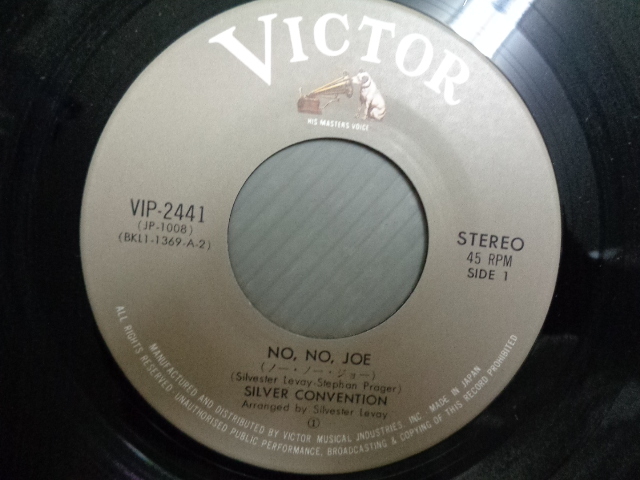 VICTOR
HIS MASTER'S VOICE
VIP-2441
(JP-1008)
(BKL1-1369-A-2)
STEREO
45 RPM
SIDE 1
NO, NO, JOE
(ノー・ノー・ジョー)
(Silvester Levay-Stephan Prager)
SILVER CONVENTION
Arranged by Silvester Levay
①
MANUFACTURED AND DISTRIBUTED BY VICTOR MUSICAL INDUSTRIES, INC. MADE IN JAPAN
ALL RIGHTS RESERVED. UNAUTHORISED PUBLIC PERFORMANCE, BROADCASTING & COPYING OF THIS RECORD PROHIBITED